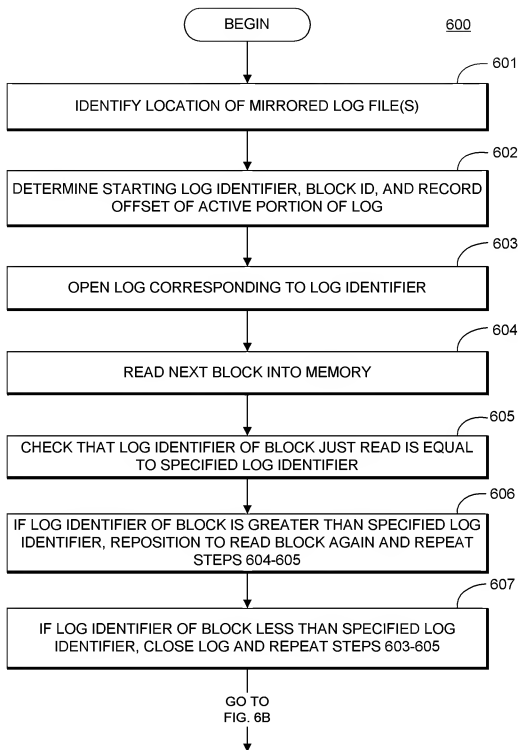 BEGIN
600
601
IDENTIFY LOCATION OF MIRRORED LOG FILE(S)
602
DETERMINE STARTING LOG IDENTIFIER, BLOCK ID, AND RECORD
OFFSET OF ACTIVE PORTION OF LOG
603
OPEN LOG CORRESPONDING TO LOG IDENTIFIER
604
READ NEXT BLOCK INTO MEMORY
605
CHECK THAT LOG IDENTIFIER OF BLOCK JUST READ IS EQUAL
TO SPECIFIED LOG IDENTIFIER
606
IF LOG IDENTIFIER OF BLOCK IS GREATER THAN SPECIFIED LOG
IDENTIFIER, REPOSITION TO READ BLOCK AGAIN AND REPEAT
STEPS 604-605
607
IF LOG IDENTIFIER OF BLOCK LESS THAN SPECIFIED LOG
IDENTIFIER, CLOSE LOG AND REPEAT STEPS 603-605
GO TO
FIG. 6B